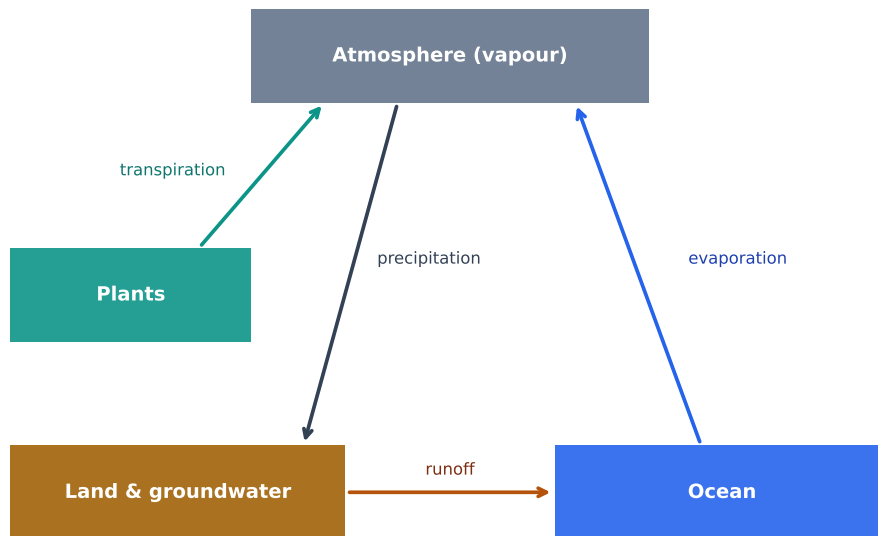 Atmosphere (vapour)
transpiration
precipitation
evaporation
Plants
runoff
Land & groundwater
Ocean